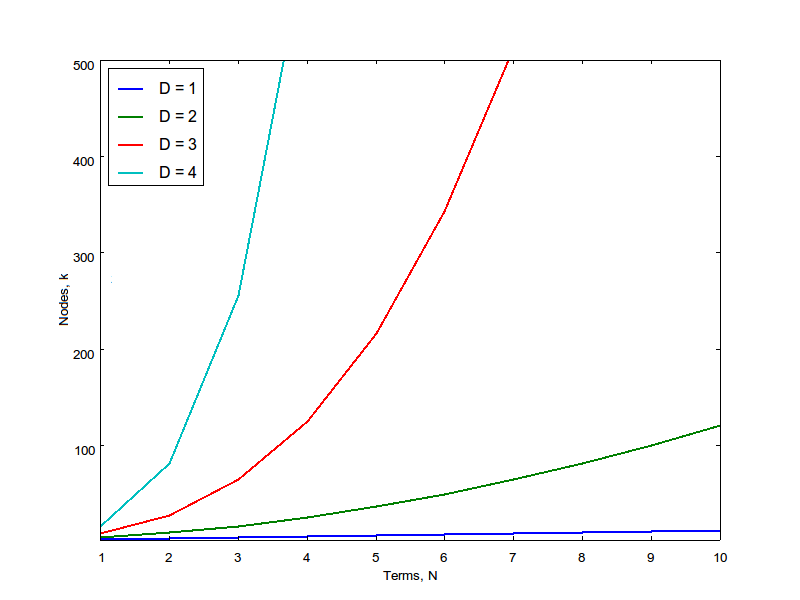 500
400
300
200
100
Nodes, k
D = 1
D = 2
D = 3
D = 4
1 2 3 4 5 6 7 8 9 10
Terms, N